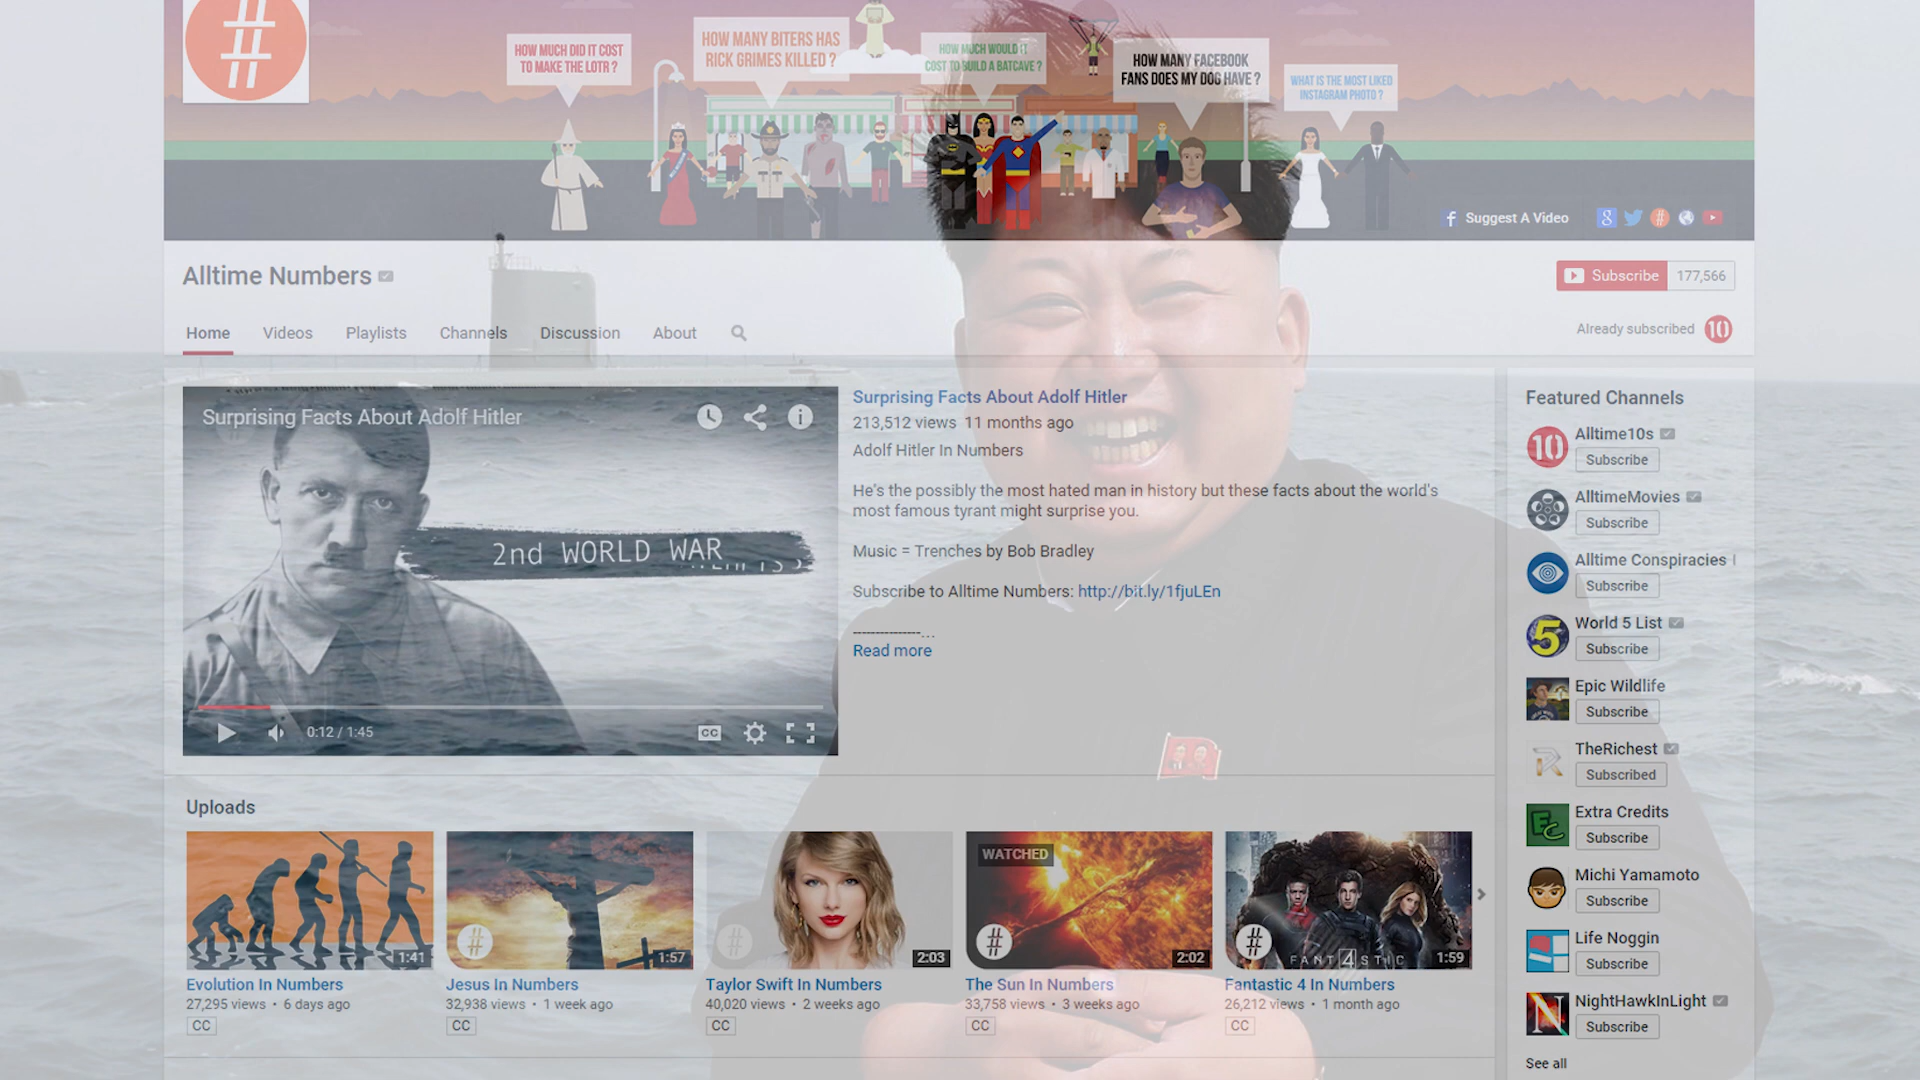 HOW MUCH DID IT COST
TO MAKE THE LOTR ?
HOW MANY BITERS HAS
RICK GRIMES KILLED ?
HOW MUCH WOULD IT
COST TO BUILD A BATCAVE ?
HOW MANY FACEBOOK
FANS DOES MY DOG HAVE ?
WHAT IS THE MOST LIKED
INSTAGRAM PHOTO ?
Suggest A Video
Alltime Numbers
Subscribe 177,566
Home Videos Playlists Channels Discussion About
Already subscribed 10
Surprising Facts About Adolf Hitler
2nd WORLD WAR
0:12 / 1:45
CC
Surprising Facts About Adolf Hitler
213,512 views 11 months ago
Adolf Hitler In Numbers
He's the possibly the most hated man in history but these facts about the world's
most famous tyrant might surprise you.
Music = Trenches by Bob Bradley
Subscribe to Alltime Numbers: http://bit.ly/1fjuLEn
---------------...
Read more
Featured Channels
10
Alltime10s
Subscribe
AlltimeMovies
Subscribe
Alltime Conspiracies
Subscribe
5
World 5 List
Subscribe
Epic Wildlife
Subscribe
TheRichest
Subscribed
EC
Extra Credits
Subscribe
Michi Yamamoto
Subscribe
Life Noggin
Subscribe
N
NightHawkInLight
Subscribe
See all
Uploads
1:41
Evolution In Numbers
27,295 views • 6 days ago
CC
#
1:57
Jesus In Numbers
32,938 views • 1 week ago
CC
#
2:03
Taylor Swift In Numbers
40,020 views • 2 weeks ago
CC
WATCHED
#
2:02
The Sun In Numbers
33,758 views • 3 weeks ago
CC
#
FANT4STIC
1:59
Fantastic 4 In Numbers
26,212 views • 1 month ago
CC